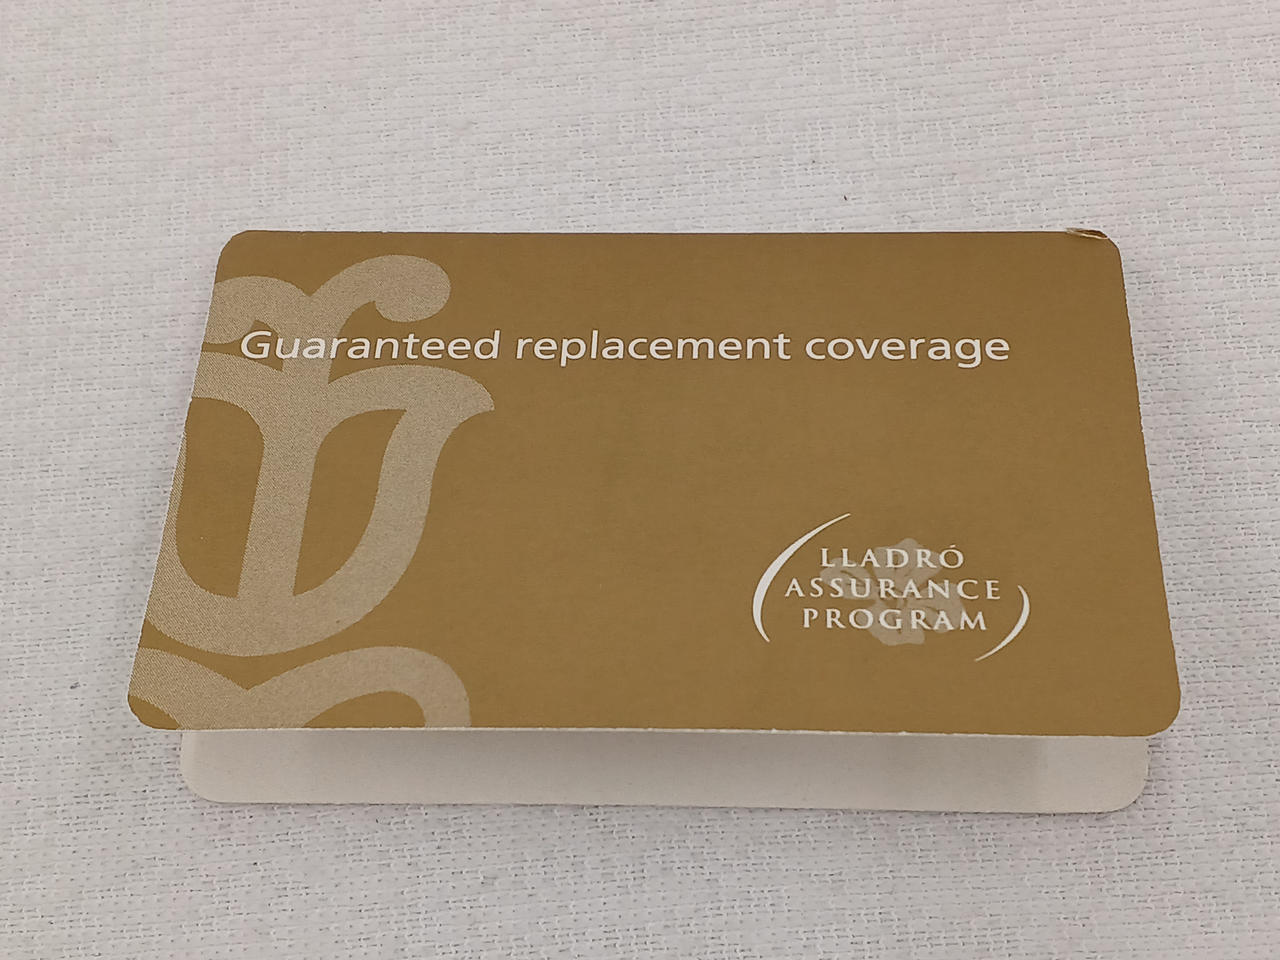 Guaranteed replacement coverage
LLADRÓ
ASSURANCE
PROGRAM